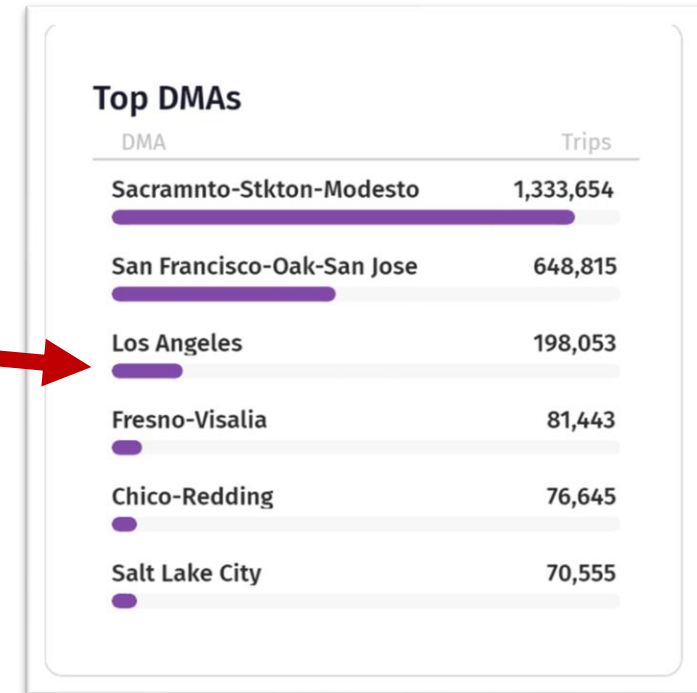 Top DMAs
DMA Trips
Sacramnto-Stkton-Modesto 1,333,654
San Francisco-Oak-San Jose 648,815
Los Angeles 198,053
Fresno-Visalia 81,443
Chico-Redding 76,645
Salt Lake City 70,555